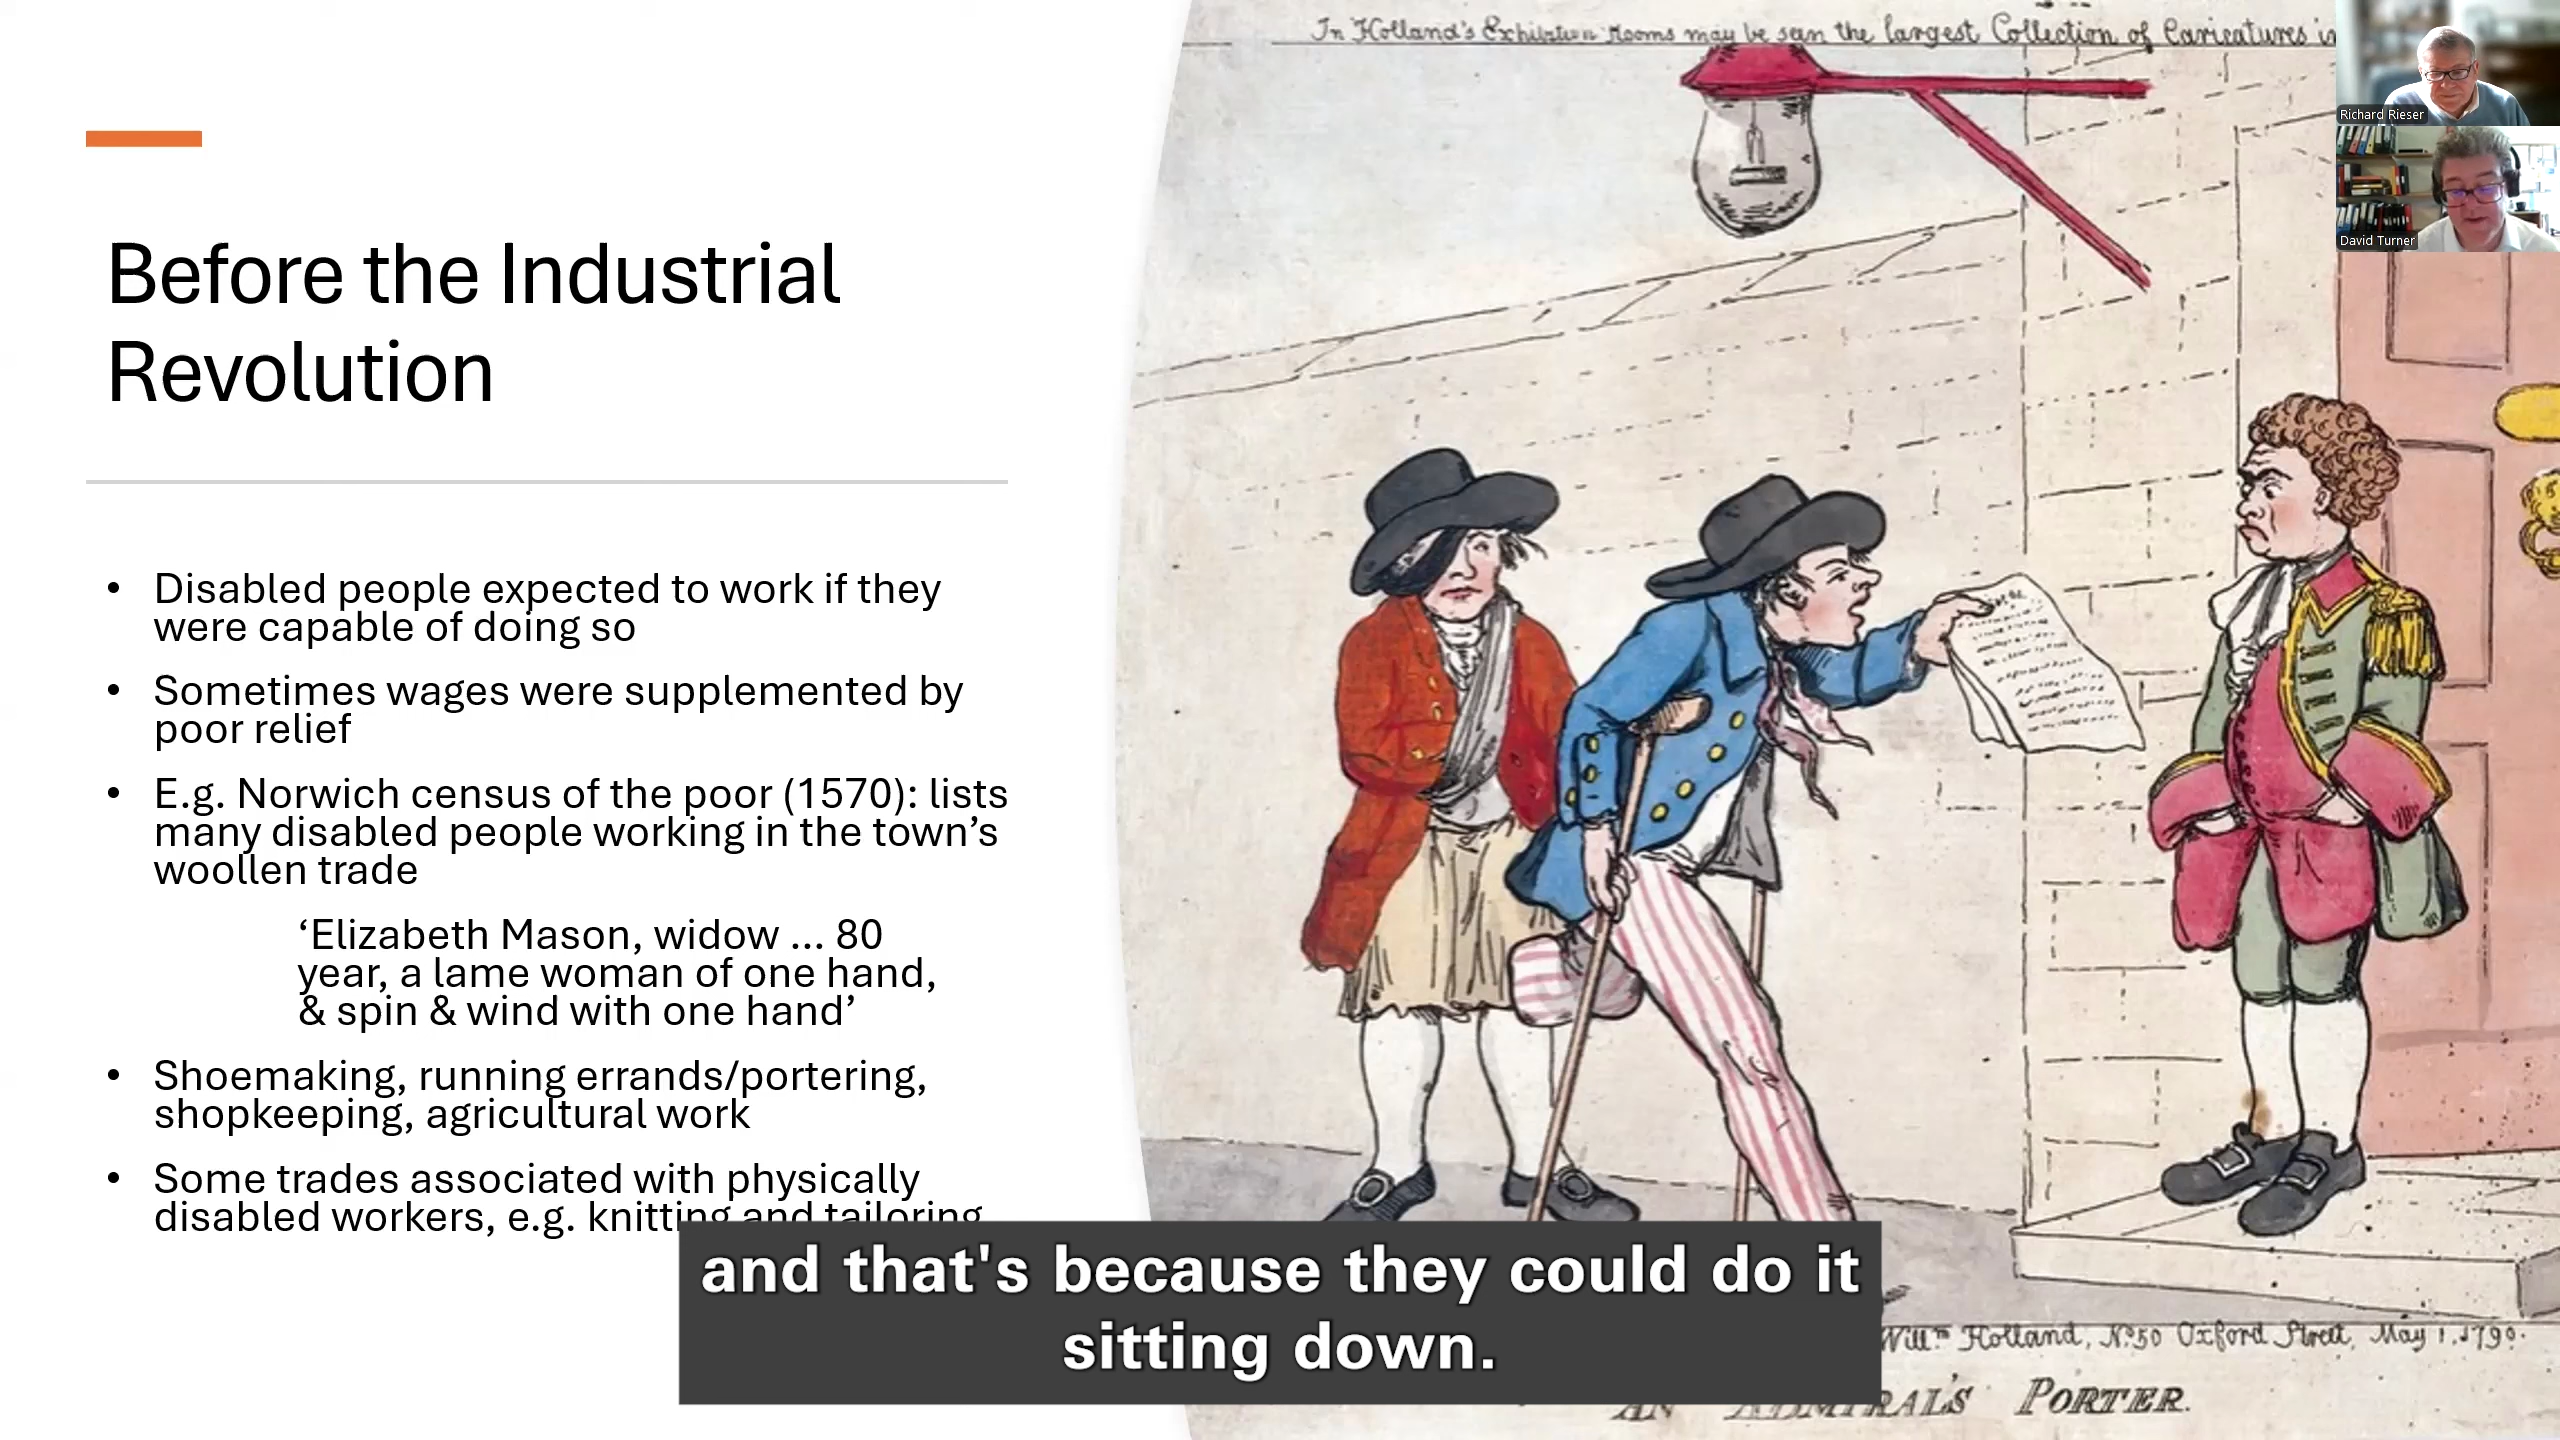 In Holland's Exhibition Rooms may be seen the largest Collection of Caricatures in
Richard Rieser
David Turner
Before the Industrial
Revolution
• Disabled people expected to work if they
were capable of doing so
• Sometimes wages were supplemented by
poor relief
• E.g. Norwich census of the poor (1570): lists
many disabled people working in the town’s
woollen trade
‘Elizabeth Mason, widow ... 80
year, a lame woman of one hand,
& spin & wind with one hand’
• Shoemaking, running errands/portering,
shopkeeping, agricultural work
• Some trades associated with physically
disabled workers, e.g. knitting and tailoring
and that's because they could do it
sitting down.
Willm Holland, No 50 Oxford Street, May 1, 1790.
AN ADMIRAL'S PORTER.